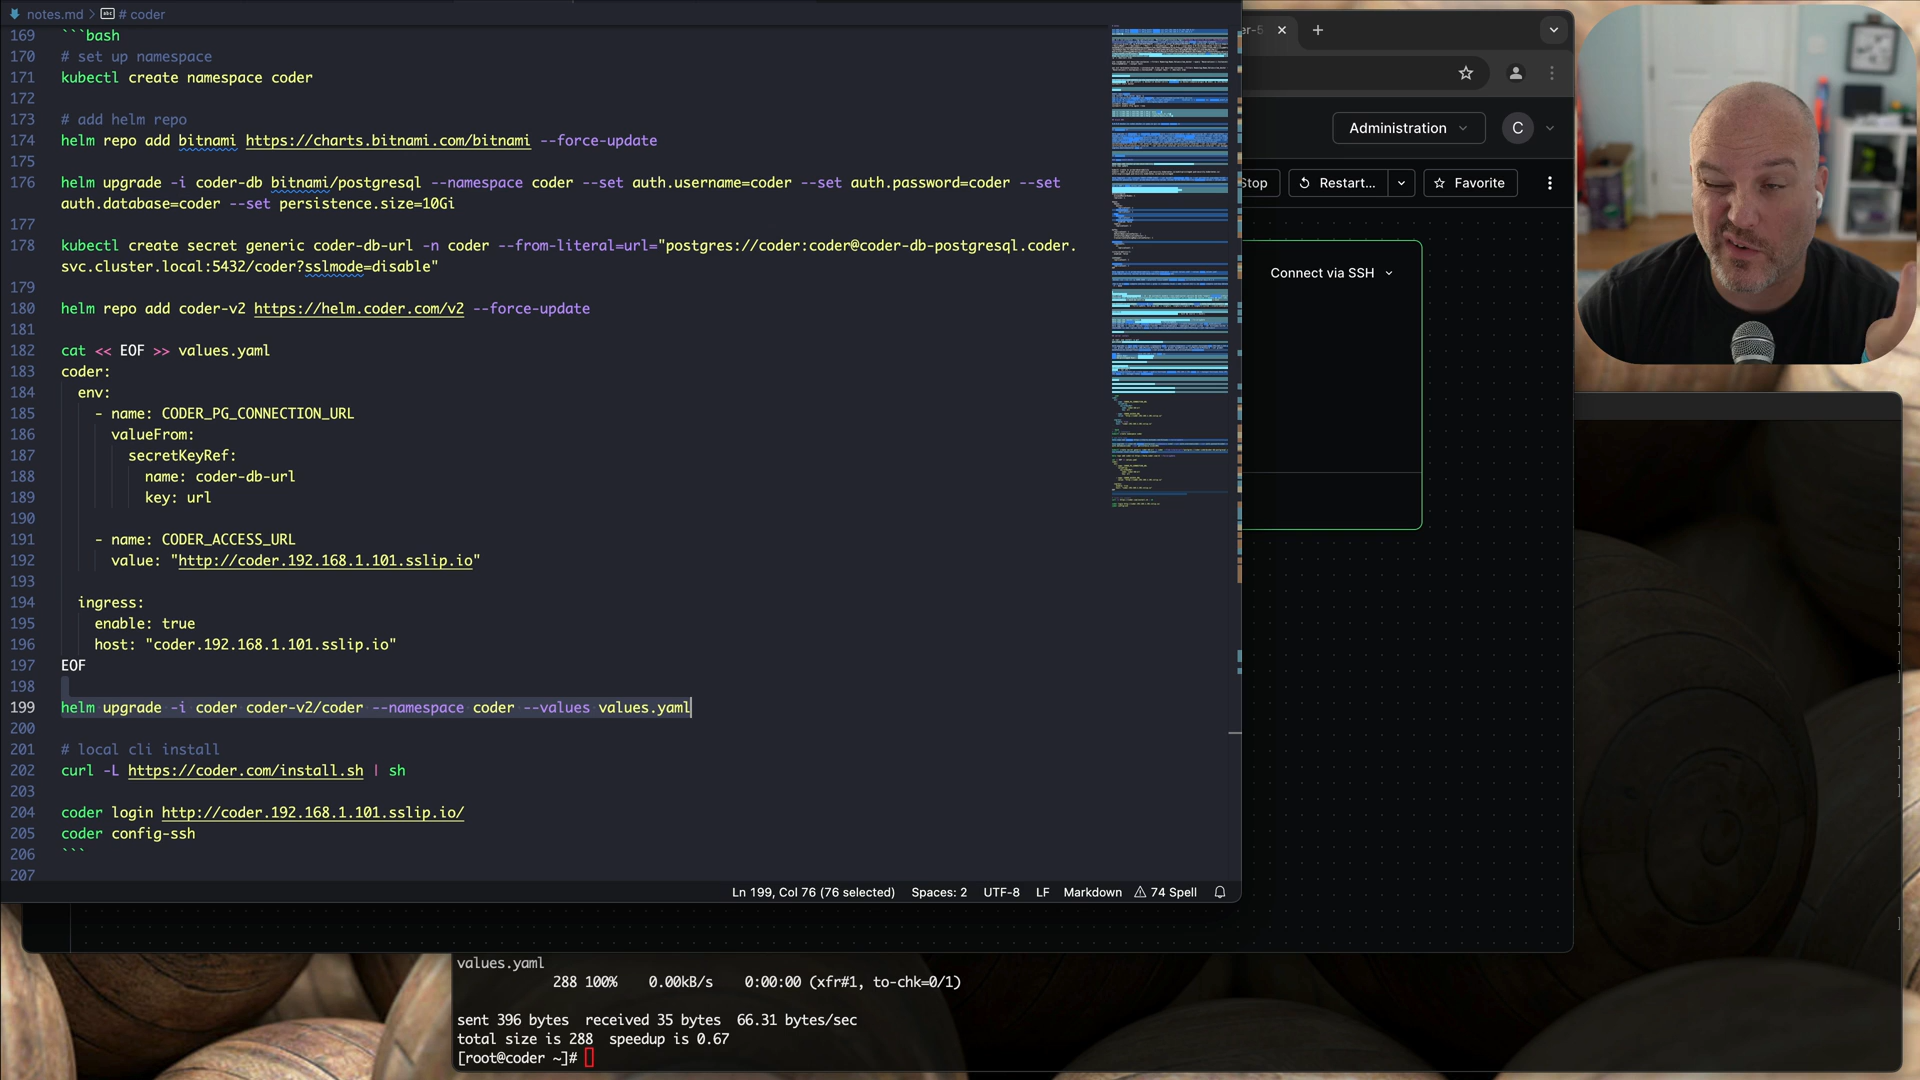 notes.md > # coder
169 ```bash
170 # set up namespace
171 kubectl create namespace coder
172
173 # add helm repo
174 helm repo add bitnami https://charts.bitnami.com/bitnami --force-update
175
176 helm upgrade -i coder-db bitnami/postgresql --namespace coder --set auth.username=coder --set auth.password=coder --set
auth.database=coder --set persistence.size=10Gi
177
178 kubectl create secret generic coder-db-url -n coder --from-literal=url="postgres://coder:coder@coder-db-postgresql.coder.
svc.cluster.local:5432/coder?sslmode=disable"
179
180 helm repo add coder-v2 https://helm.coder.com/v2 --force-update
181
182 cat << EOF >> values.yaml
183 coder:
184 env:
185 - name: CODER_PG_CONNECTION_URL
186 valueFrom:
187 secretKeyRef:
188 name: coder-db-url
189 key: url
190
191 - name: CODER_ACCESS_URL
192 value: "http://coder.192.168.1.101.sslip.io"
193
194 ingress:
195 enable: true
196 host: "coder.192.168.1.101.sslip.io"
197 EOF
198
199 helm upgrade -i coder coder-v2/coder --namespace coder --values values.yaml
200
201 # local cli install
202 curl -L https://coder.com/install.sh | sh
203
204 coder login http://coder.192.168.1.101.sslip.io/
205 coder config-ssh
206 ```
207
Ln 199, Col 76 (76 selected) Spaces: 2 UTF-8 LF Markdown 74 Spell
er-5
Administration C
Stop Restart... Favorite
Connect via SSH
values.yaml
288 100% 0.00kB/s 0:00:00 (xfr#1, to-chk=0/1)
sent 396 bytes received 35 bytes 66.31 bytes/sec
total size is 288 speedup is 0.67
[root@coder ~]#